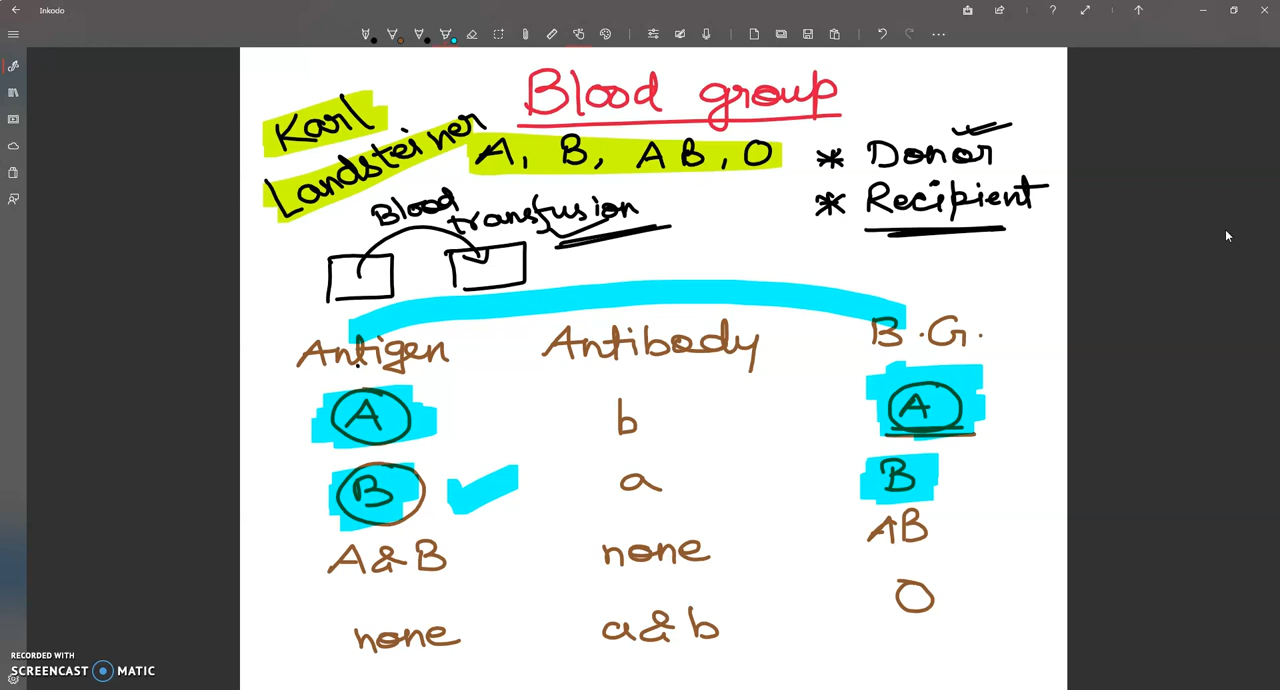 Inkodo
Blood group
Karl
Landsteiner
A, B, AB, O
* Donor
* Recipient
Blood
transfusion
Antigen Antibody B.G.
A b A
B a B
A & B none AB
none a & b O
RECORDED WITH
SCREENCAST MATIC